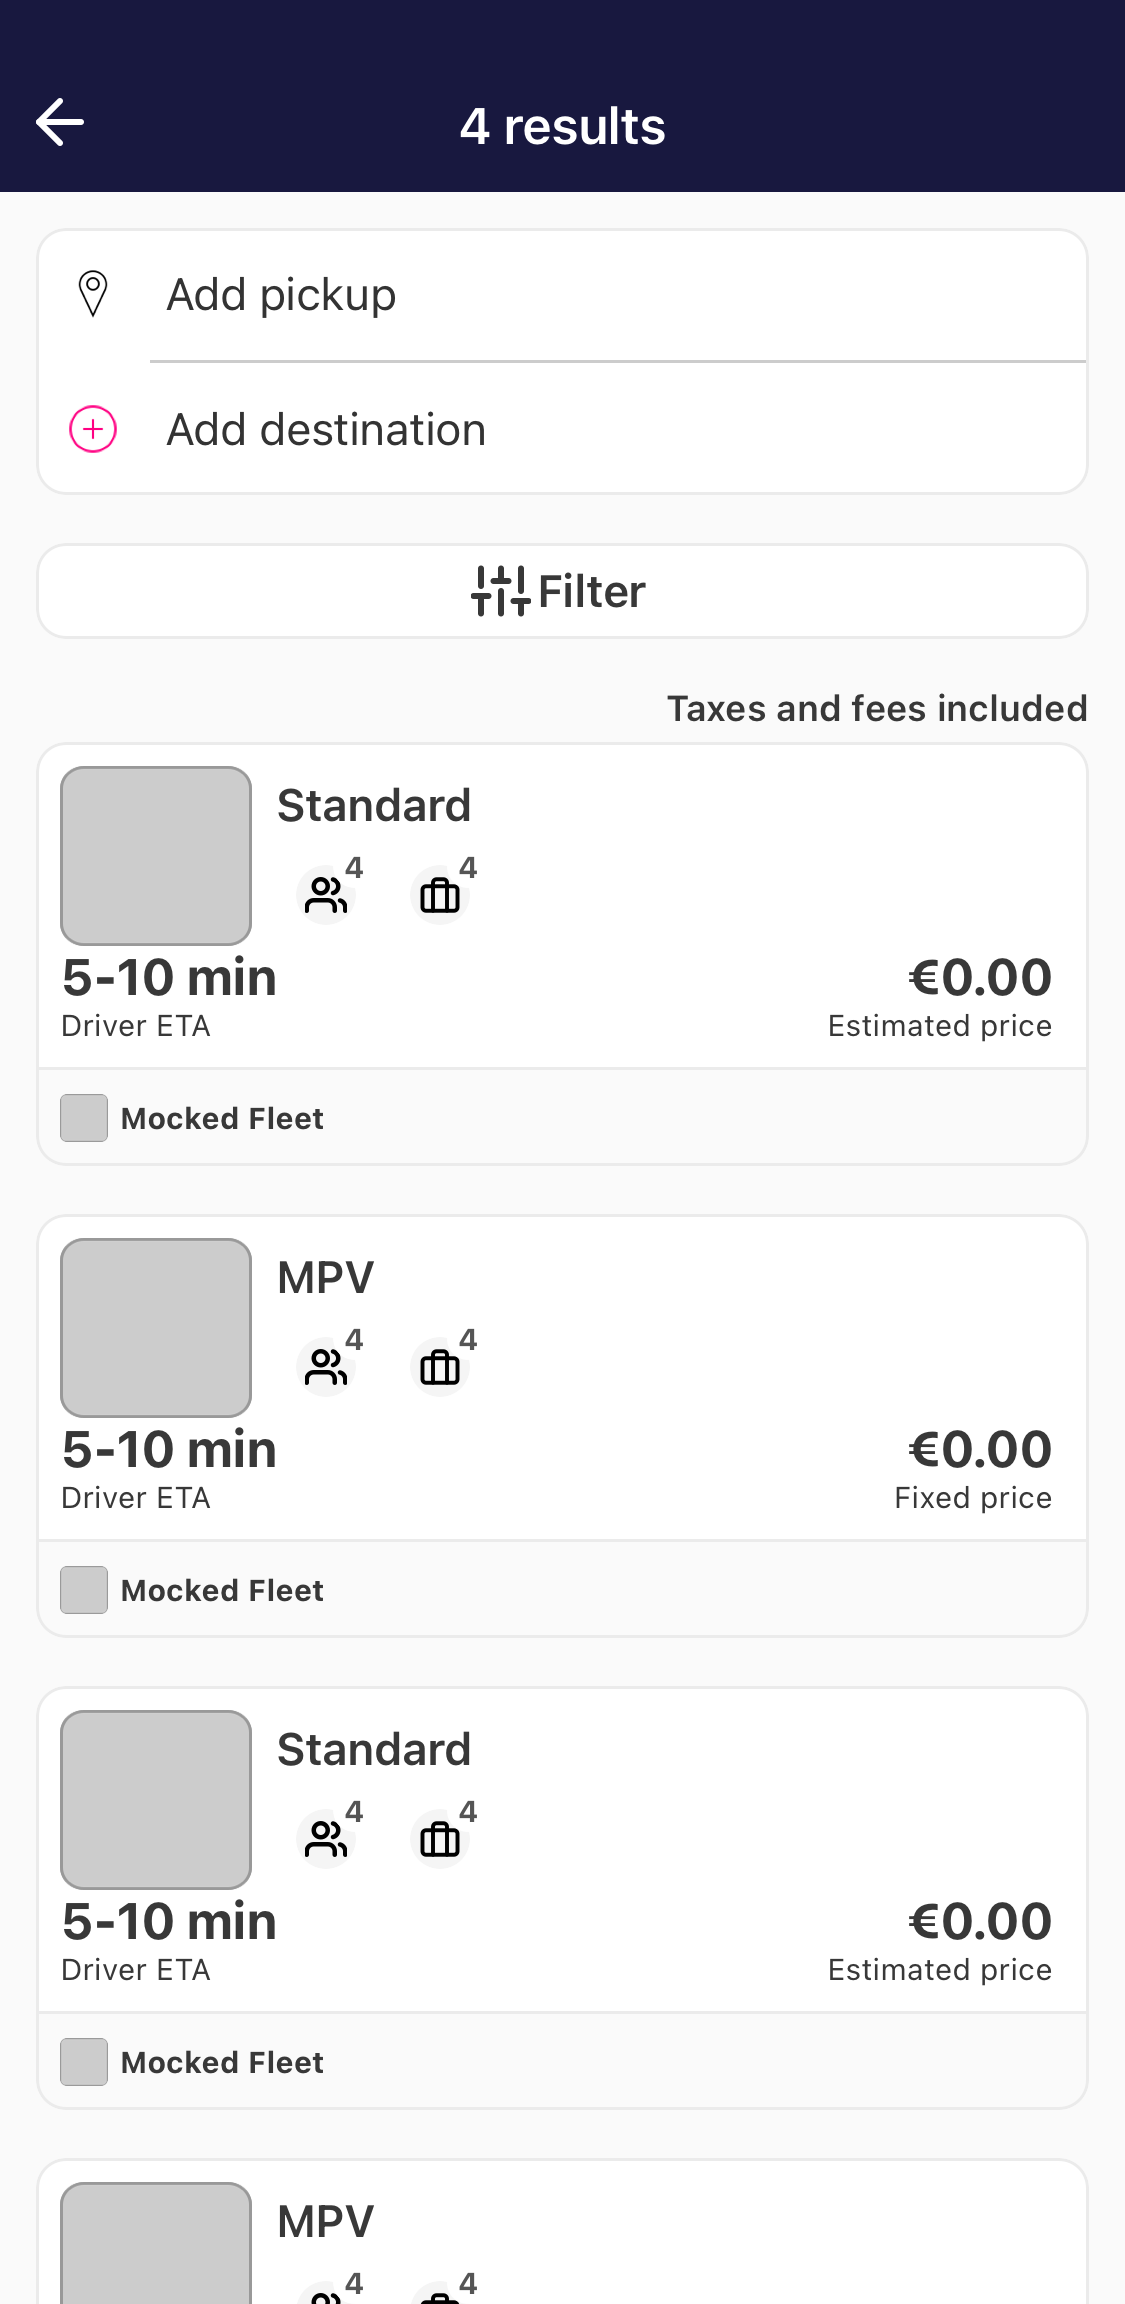 4 results
Add pickup
Add destination
Filter
Taxes and fees included
Standard
4 4
5-10 min €0.00
Driver ETA Estimated price
Mocked Fleet
MPV
4 4
5-10 min €0.00
Driver ETA Fixed price
Mocked Fleet
Standard
4 4
5-10 min €0.00
Driver ETA Estimated price
Mocked Fleet
MPV
4 4